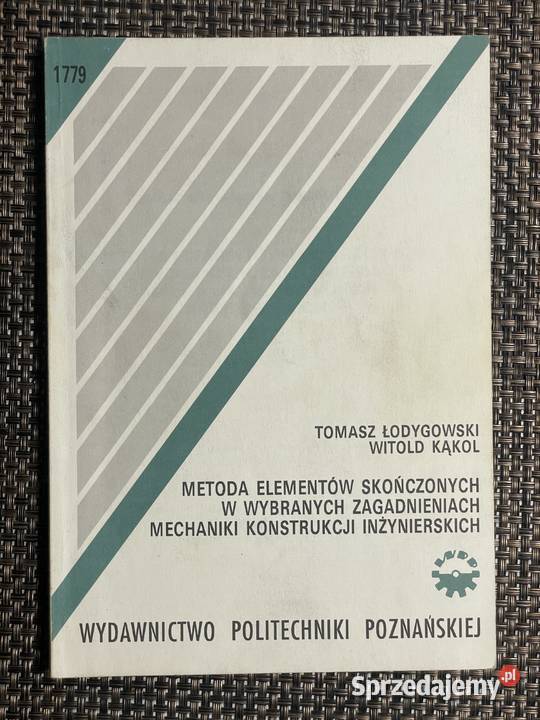 1779
TOMASZ ŁODYGOWSKI
WITOLD KĄKOL
METODA ELEMENTÓW SKOŃCZONYCH
W WYBRANYCH ZAGADNIENIACH
MECHANIKI KONSTRUKCJI INŻYNIERSKICH
WYDAWNICTWO POLITECHNIKI POZNAŃSKIEJ
Sprzedajemy.pl